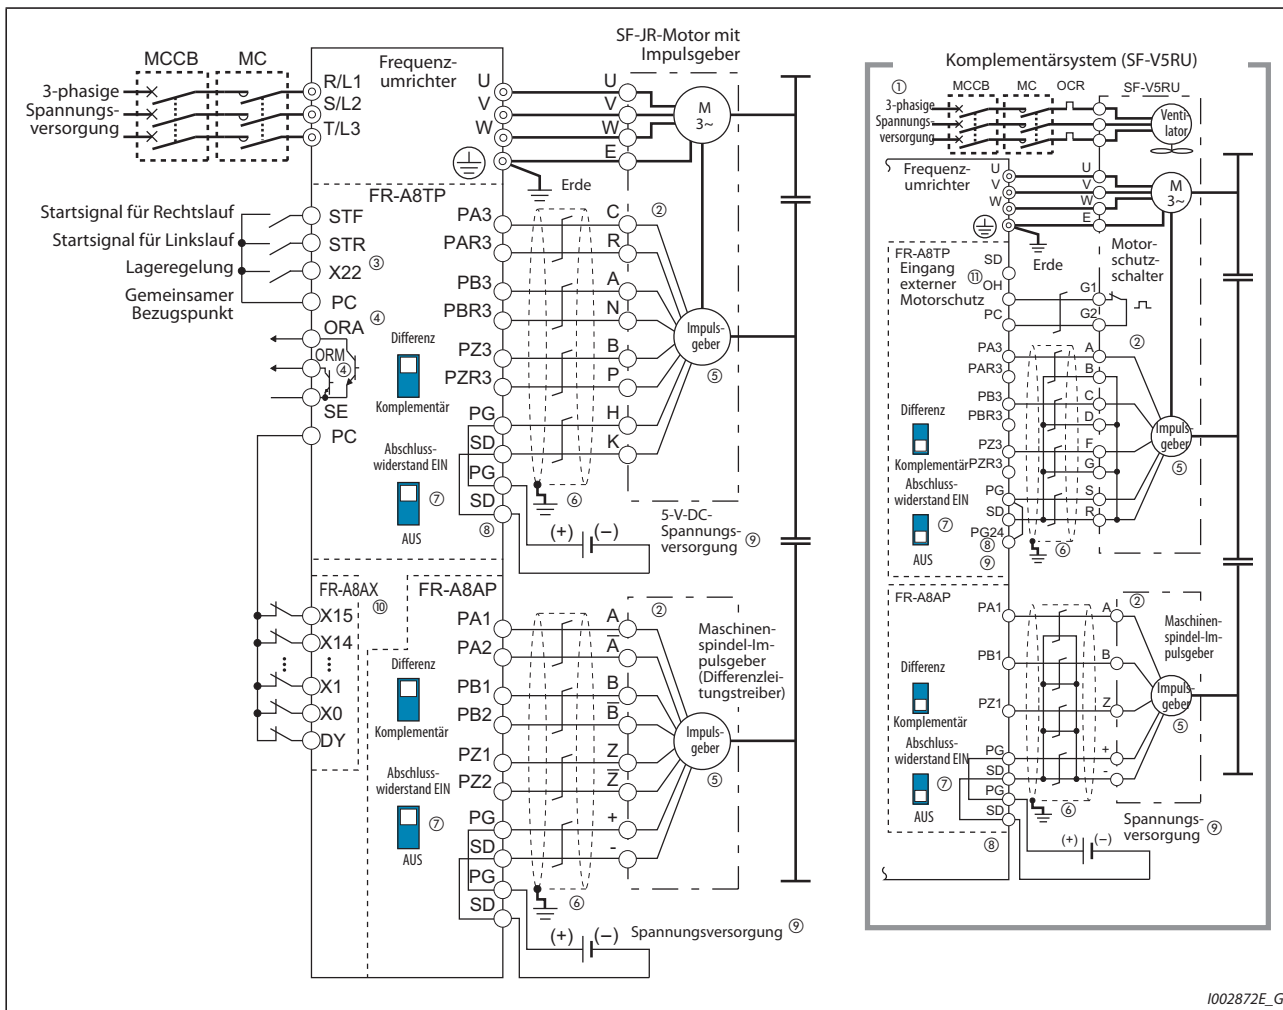 SF-JR-Motor mit
Impulsgeber
MCCB
MC
3-phasige
Spannungs-
versorgung
R/L1
S/L2
T/L3
Frequenz-
umrichter
U
V
W
U
V
W
E
M
3~
Erde
FR-A8TP
Startsignal für Rechtslauf
Startsignal für Linkslauf
Lageregelung
Gemeinsamer
Bezugspunkt
STF
STR
③
X22
PC
④
ORA
ORM
④
SE
PC
Differenz
Komplementär
Abschluss-
widerstand EIN
⑦
AUS
PA3
PAR3
PB3
PBR3
PZ3
PZR3
PG
SD
PG
SD
⑧
C
R
A
N
B
P
H
K
②
Impuls-
geber
⑤
⑥
(+)
(−)
5-V-DC-
Spannungs-
versorgung ⑨
FR-A8AX
⑩
X15
X14
X1
X0
DY
FR-A8AP
Differenz
Komplementär
Abschluss-
widerstand EIN
⑦
AUS
PA1
PA2
PB1
PB2
PZ1
PZ2
PG
SD
PG
SD
A
A̅
B
B̅
Z
Z̅
+
-
②
Maschinen-
spindel-Im-
pulsgeber
(Differenzlei-
tungstreiber)
Impuls-
geber
⑤
⑥
(+)
(−)
Spannungsversorgung ⑨
Komplementärsystem (SF-V5RU)
①
MCCB
MC
OCR
SF-V5RU
3-phasige
Spannungs-
versorgung
Venti-
lator
Frequenz-
umrichter
U
V
W
U
V
W
E
M
3~
Erde
FR-A8TP
Eingang
externer
Motorschutz
⑪
SD
OH
PC
G1
G2
Motor-
schutz-
schalter
②
PA3
PAR3
PB3
PBR3
PZ3
PZR3
PG
SD
PG24
⑧
⑨
A
B
C
D
F
G
S
R
Differenz
Komplementär
Abschluss-
widerstand EIN
⑦
AUS
Impuls-
geber
⑤
⑥
FR-A8AP
PA1
PB1
PZ1
PG
SD
PG
SD
⑧
A
B
Z
+
-
②
Maschinen-
spindel-Im-
pulsgeber
Differenz
Komplementär
Abschluss-
widerstand EIN
⑦
AUS
Impuls-
geber
⑤
⑥
(+)
(−)
Spannungs-
versorgung ⑨
I002872E_G